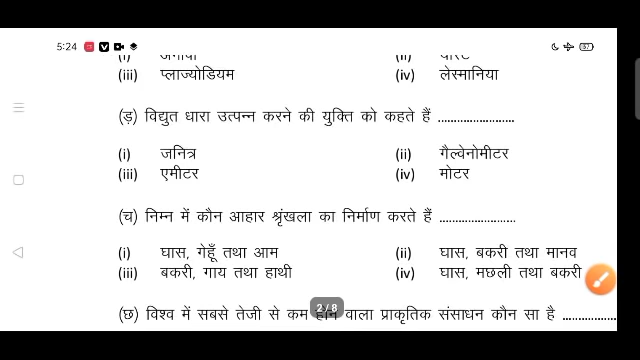 5:24 57
(iii) प्लाज्योडियम (iv) लेस्मानिया
(ड़) विद्युत धारा उत्पन्न करने की युक्ति को कहते हैं ........................
(i) जनित्र (ii) गैल्वेनोमीटर
(iii) एमीटर (iv) मोटर
(च) निम्न में कौन आहार श्रृंखला का निर्माण करते हैं ........................
(i) घास, गेहूँ तथा आम (ii) घास, बकरी तथा मानव
(iii) बकरी, गाय तथा हाथी (iv) घास, मछली तथा बकरी
2/8
(छ) विश्व में सबसे तेजी से कम होने वाला प्राकृतिक संसाधन कौन सा है .................